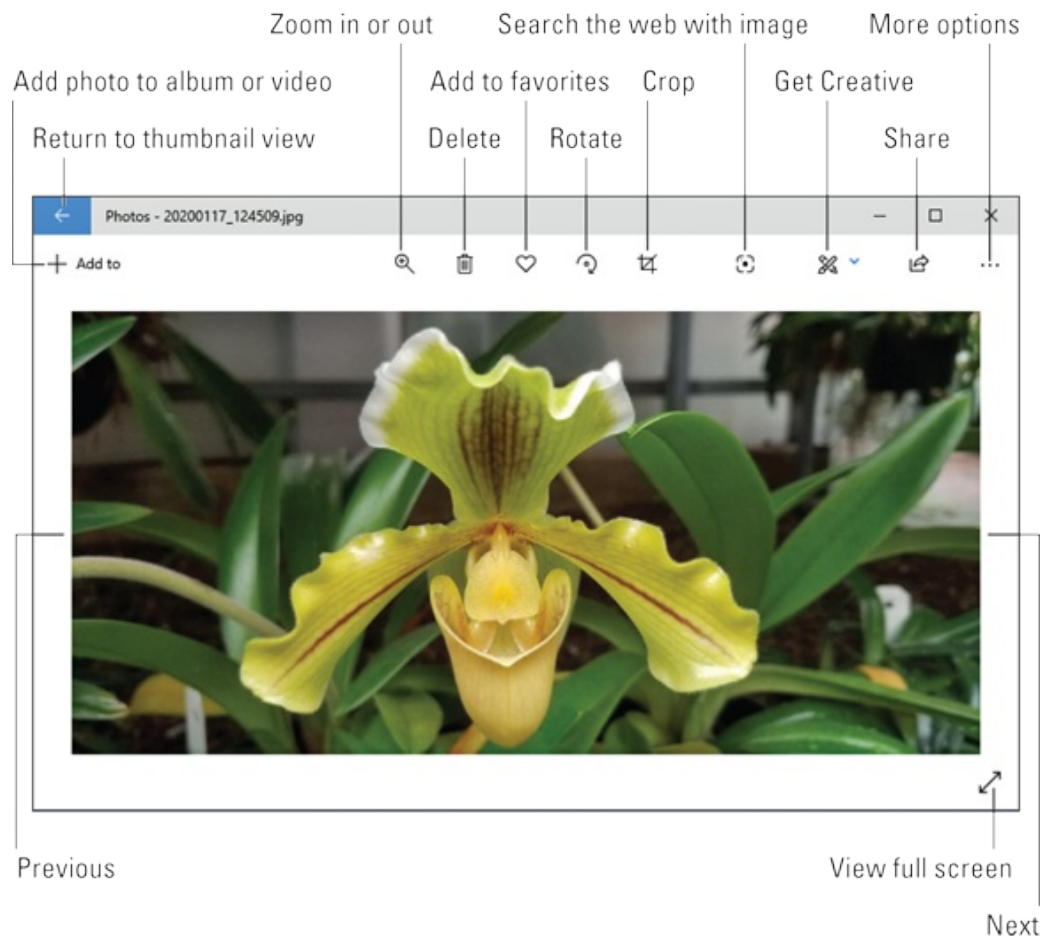 Zoom in or out
Search the web with image
More options
Add photo to album or video
Add to favorites
Crop
Get Creative
Return to thumbnail view
Delete
Rotate
Share
Photos - 20200117_124509.jpg
Add to
Previous
View full screen
Next